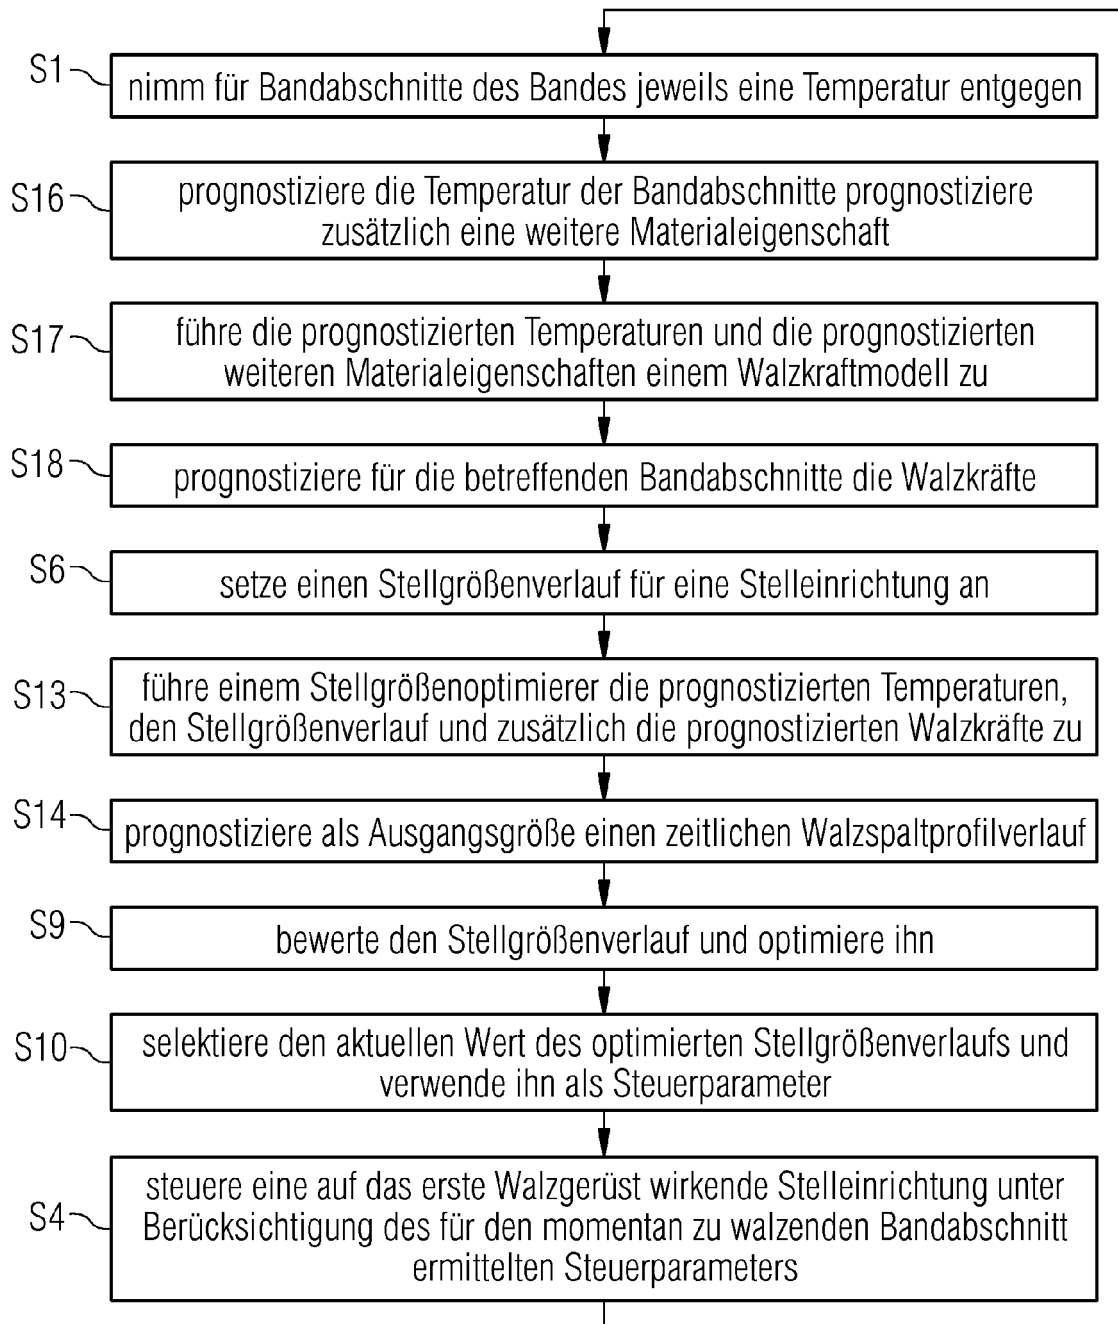 S1
nimm für Bandabschnitte des Bandes jeweils eine Temperatur entgegen
S16
prognostiziere die Temperatur der Bandabschnitte prognostiziere
zusätzlich eine weitere Materialeigenschaft
S17
führe die prognostizierten Temperaturen und die prognostizierten
weiteren Materialeigenschaften einem Walzkraftmodell zu
S18
prognostiziere für die betreffenden Bandabschnitte die Walzkräfte
S6
setze einen Stellgrößenverlauf für eine Stelleinrichtung an
S13
führe einem Stellgrößenoptimierer die prognostizierten Temperaturen,
den Stellgrößenverlauf und zusätzlich die prognostizierten Walzkräfte zu
S14
prognostiziere als Ausgangsgröße einen zeitlichen Walzspaltprofilverlauf
S9
bewerte den Stellgrößenverlauf und optimiere ihn
S10
selektiere den aktuellen Wert des optimierten Stellgrößenverlaufs und
verwende ihn als Steuerparameter
S4
steuere eine auf das erste Walzgerüst wirkende Stelleinrichtung unter
Berücksichtigung des für den momentan zu walzenden Bandabschnitt
ermittelten Steuerparameters